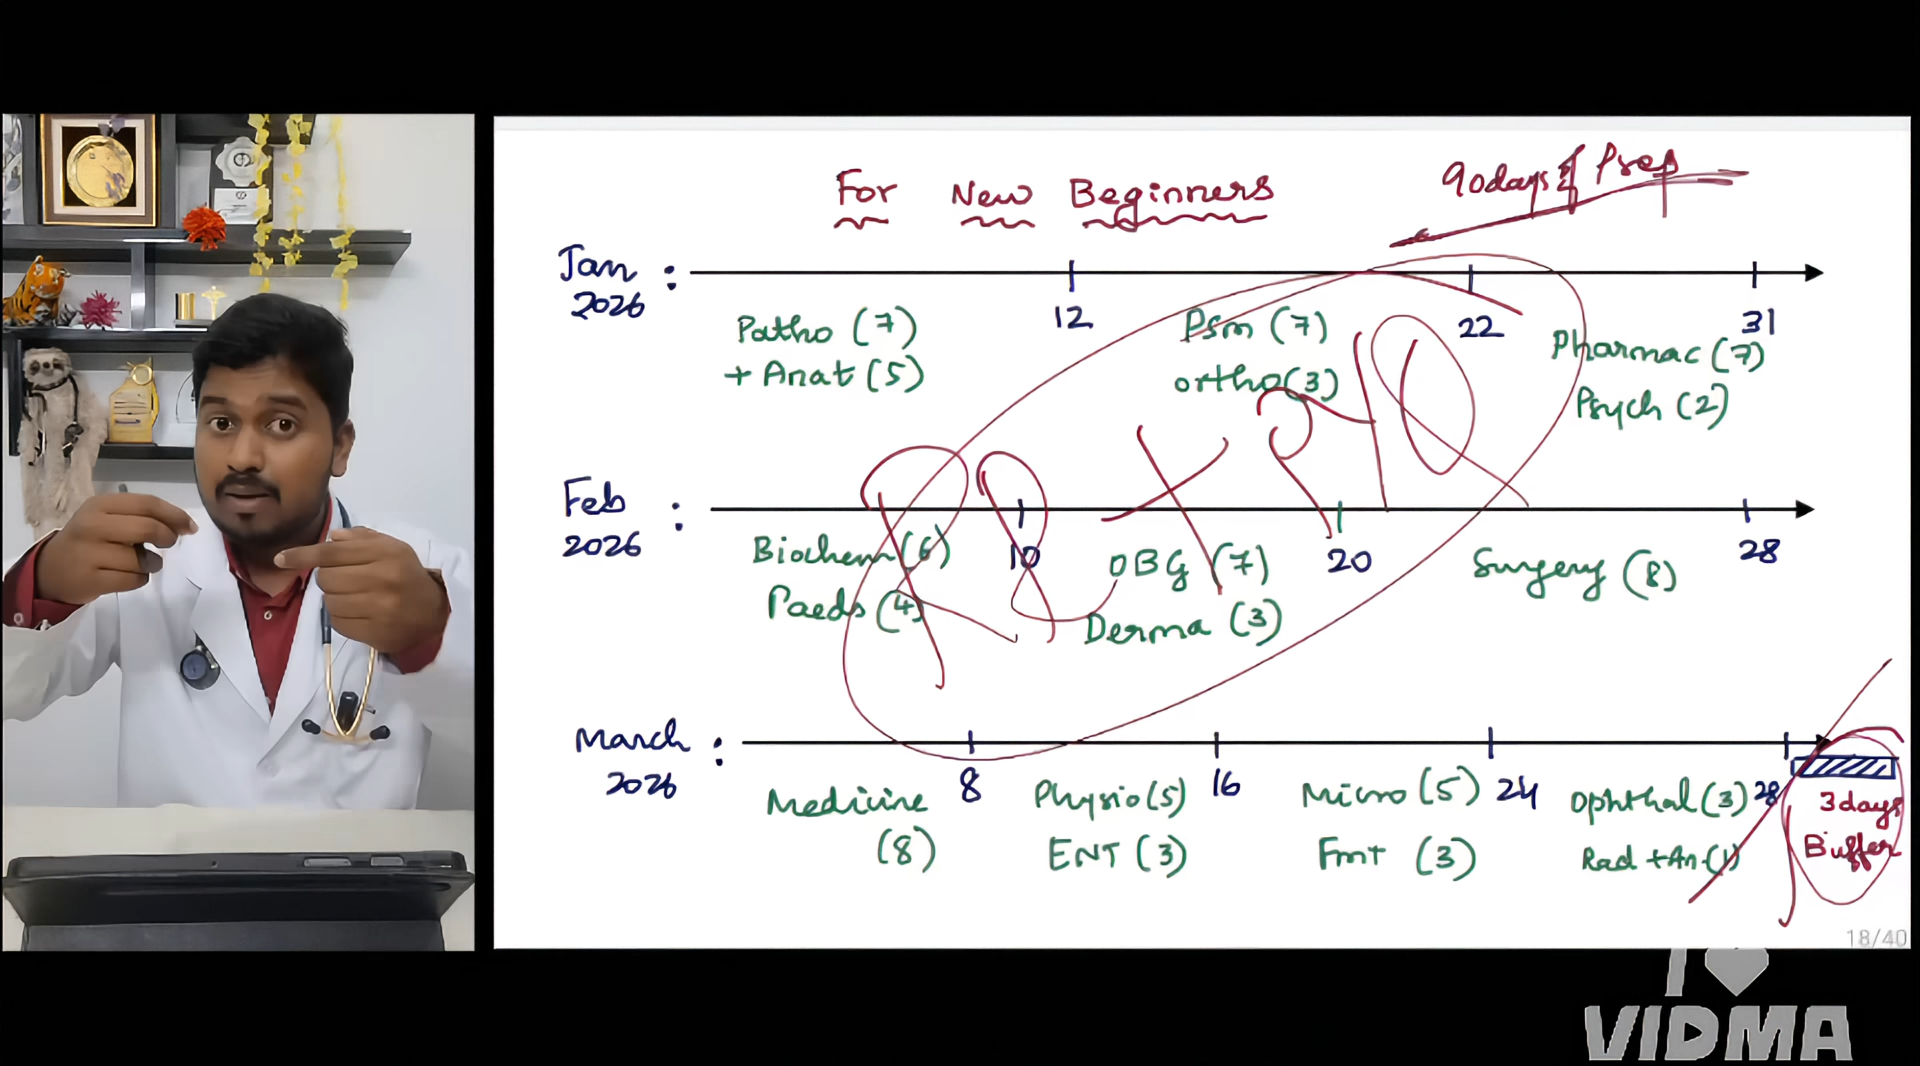 For New Beginners
90days of Prep
Jan : 2026
12
22
31
Patho (7)
+ Anat (5)
Psm (7)
ortho (3)
Pharmac (7)
Psych (2)
Feb : 2026
10
20
28
Biochem (6)
Paeds (4)
OBG (7)
Derma (3)
Surgery (8)
March : 2026
8
16
24
28
Medicine
(8)
Physio (5)
ENT (3)
Micro (5)
Fmt (3)
Ophthal (3)
Rad + An (1)
3days
Buffer
18/40
I
VIDMA